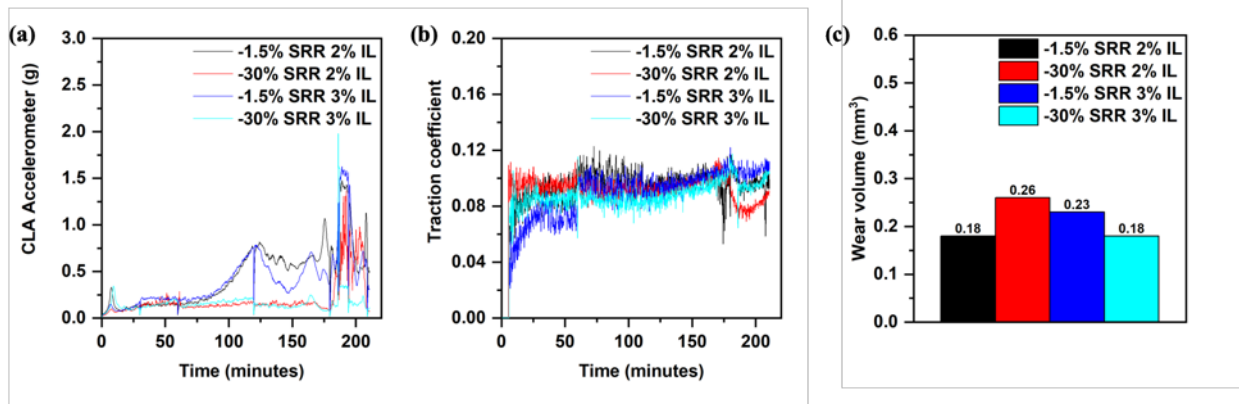 (a)
3.0
2.5
2.0
1.5
1.0
0.5
0.0
CLA Accelerometer (g)
-1.5% SRR 2% IL
-30% SRR 2% IL
-1.5% SRR 3% IL
-30% SRR 3% IL
0
50
100
150
200
Time (minutes)
(b)
0.20
0.16
0.12
0.08
0.04
0.00
Traction coefficient
-1.5% SRR 2% IL
-30% SRR 2% IL
-1.5% SRR 3% IL
-30% SRR 3% IL
0
50
100
150
200
Time (minutes)
(c)
0.6
0.5
0.4
0.3
0.2
0.1
0.0
Wear volume (mm³)
-1.5% SRR 2% IL
-30% SRR 2% IL
-1.5% SRR 3% IL
-30% SRR 3% IL
0.18
0.26
0.23
0.18